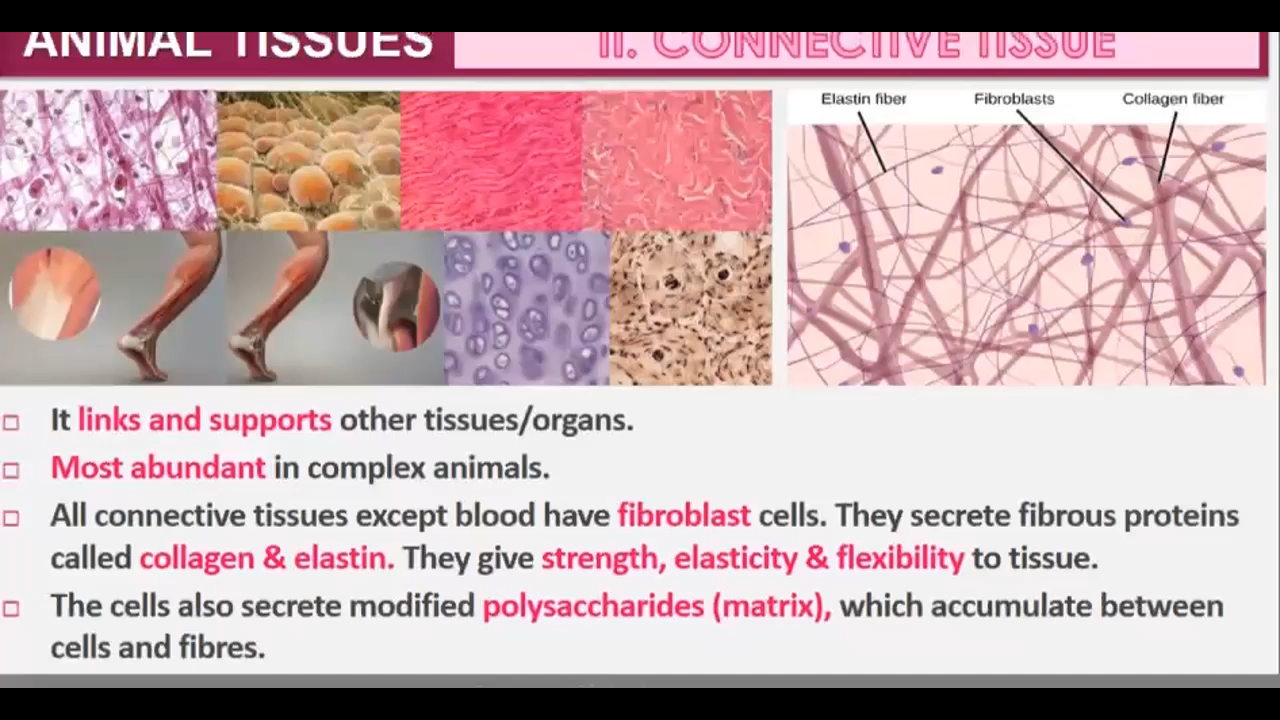 ANIMAL TISSUES
II. CONNECTIVE TISSUE
Elastin fiber
Fibroblasts
Collagen fiber
It links and supports other tissues/organs.
Most abundant in complex animals.
All connective tissues except blood have fibroblast cells. They secrete fibrous proteins
called collagen & elastin. They give strength, elasticity & flexibility to tissue.
The cells also secrete modified polysaccharides (matrix), which accumulate between
cells and fibres.